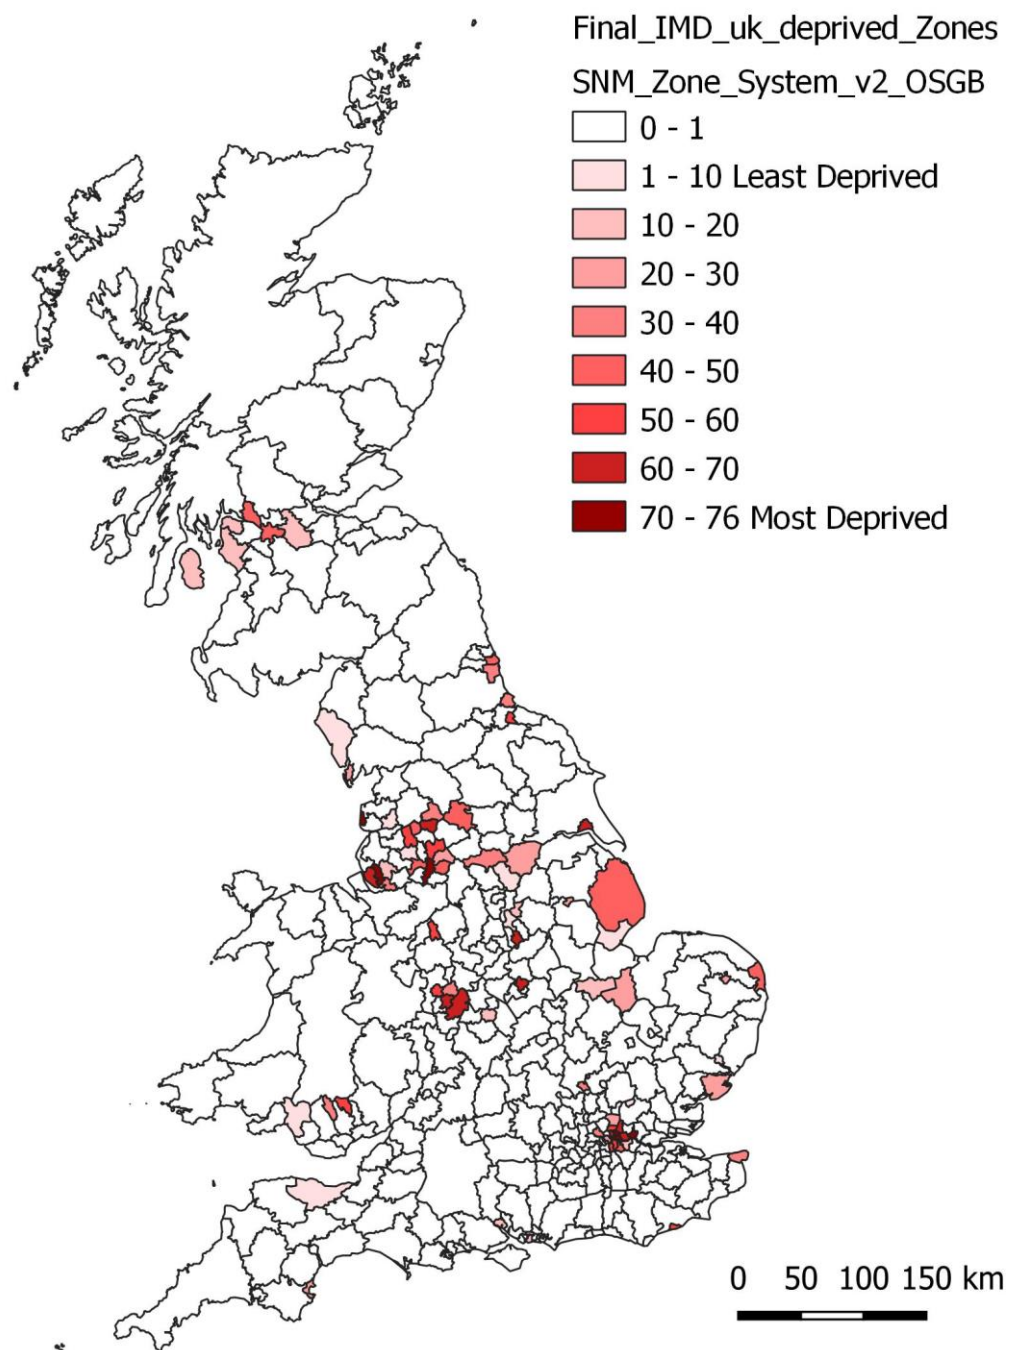 Final_IMD_uk_deprived_Zones
SNM_Zone_System_v2_OSGB
0 - 1
1 - 10 Least Deprived
10 - 20
20 - 30
30 - 40
40 - 50
50 - 60
60 - 70
70 - 76 Most Deprived
0 50 100 150 km